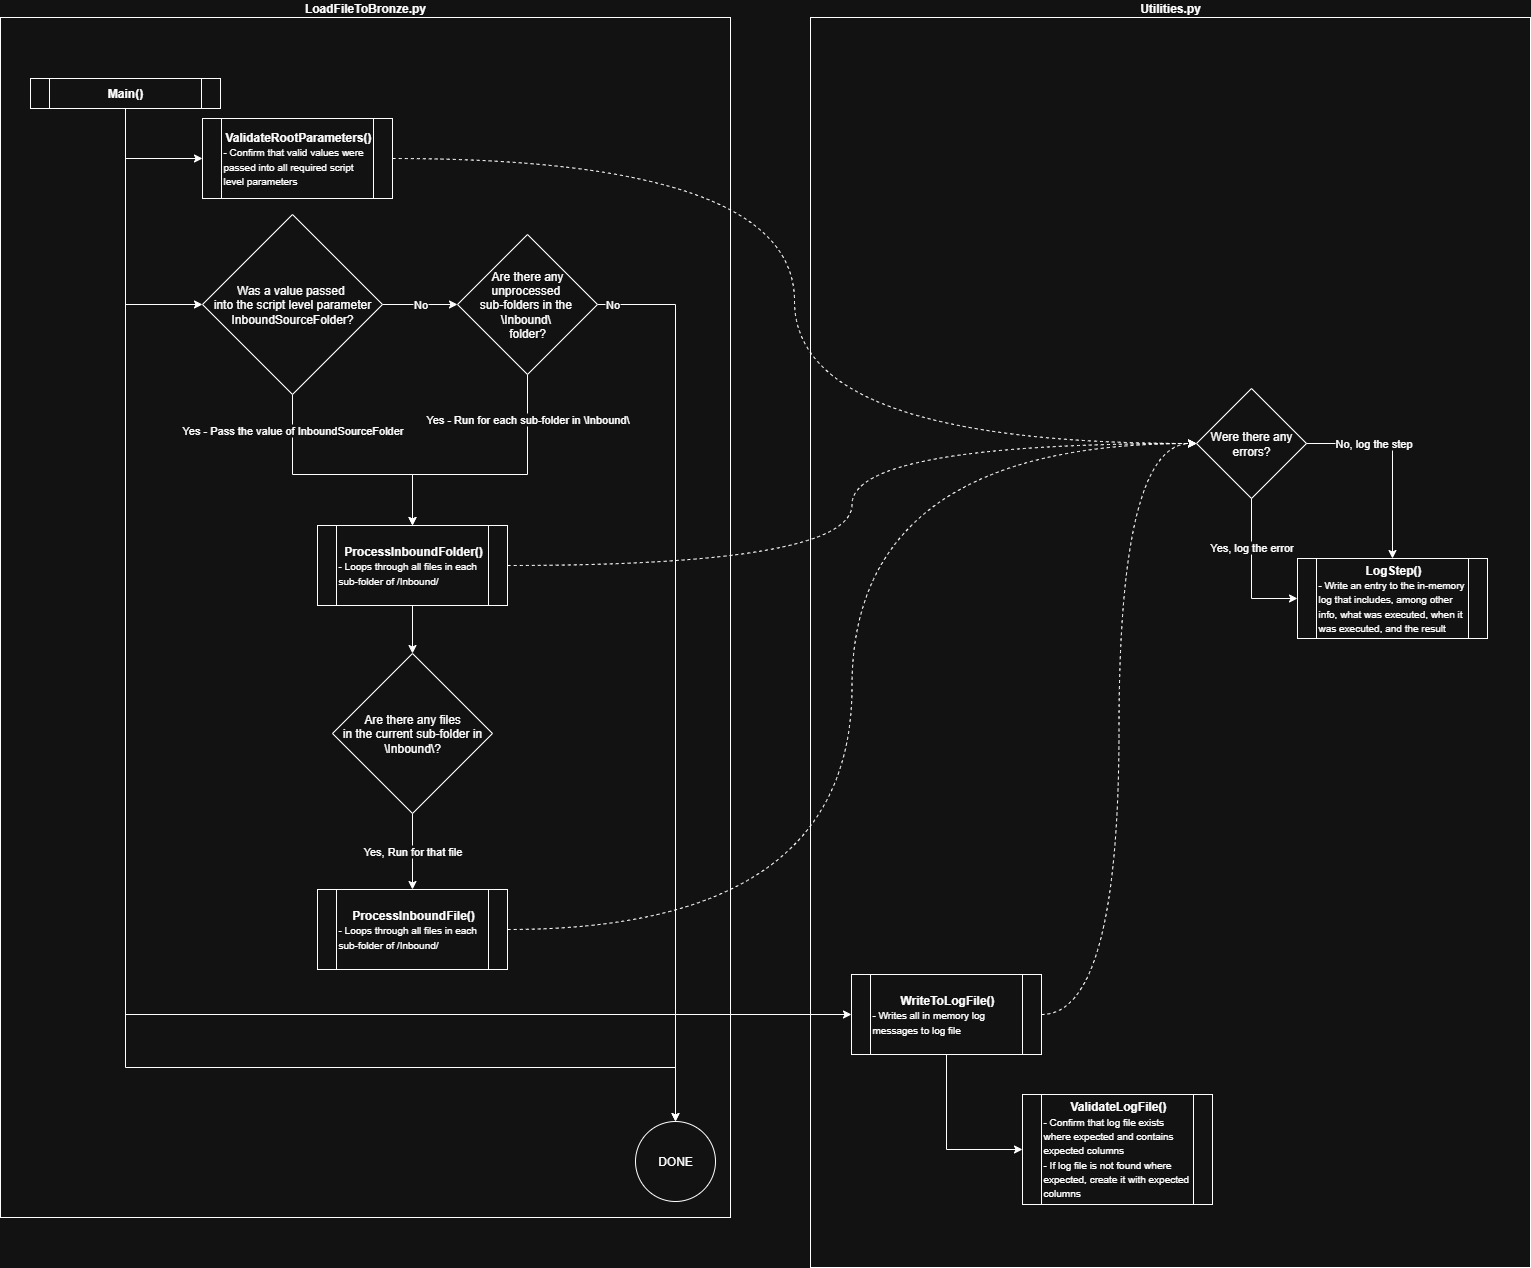 LoadFileToBronze.py
Utilities.py
Main()
ValidateRootParameters()
- Confirm that valid values were
passed into all required script
level parameters
Was a value passed
into the script level parameter
InboundSourceFolder?
No
Are there any
unprocessed
sub-folders in the
\Inbound\
folder?
No
Yes - Pass the value of InboundSourceFolder
Yes - Run for each sub-folder in \Inbound\
ProcessInboundFolder()
- Loops through all files in each
sub-folder of /Inbound/
Are there any files
in the current sub-folder in
\Inbound\?
Yes, Run for that file
ProcessInboundFile()
- Loops through all files in each
sub-folder of /Inbound/
DONE
Were there any
errors?
No, log the step
Yes, log the error
LogStep()
- Write an entry to the in-memory
log that includes, among other
info, what was executed, when it
was executed, and the result
WriteToLogFile()
- Writes all in memory log
messages to log file
ValidateLogFile()
- Confirm that log file exists
where expected and contains
expected columns
- If log file is not found where
expected, create it with expected
columns